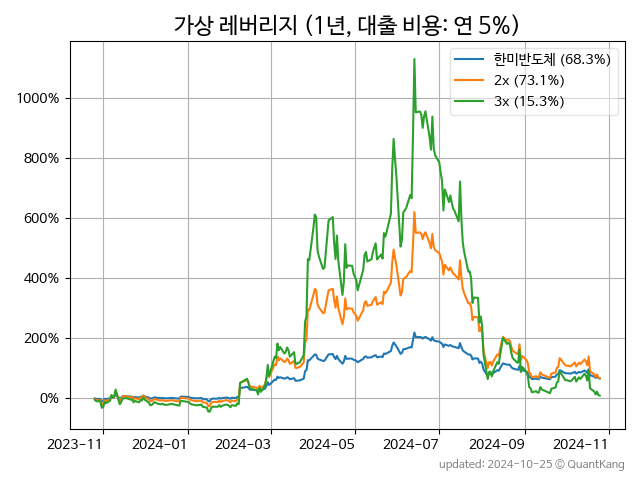 가상 레버리지 (1년, 대출 비용: 연 5%)
한미반도체 (68.3%)
2x (73.1%)
3x (15.3%)
1000%
800%
600%
400%
200%
0%
2023-11 2024-01 2024-03 2024-05 2024-07 2024-09 2024-11
updated: 2024-10-25 © QuantKang